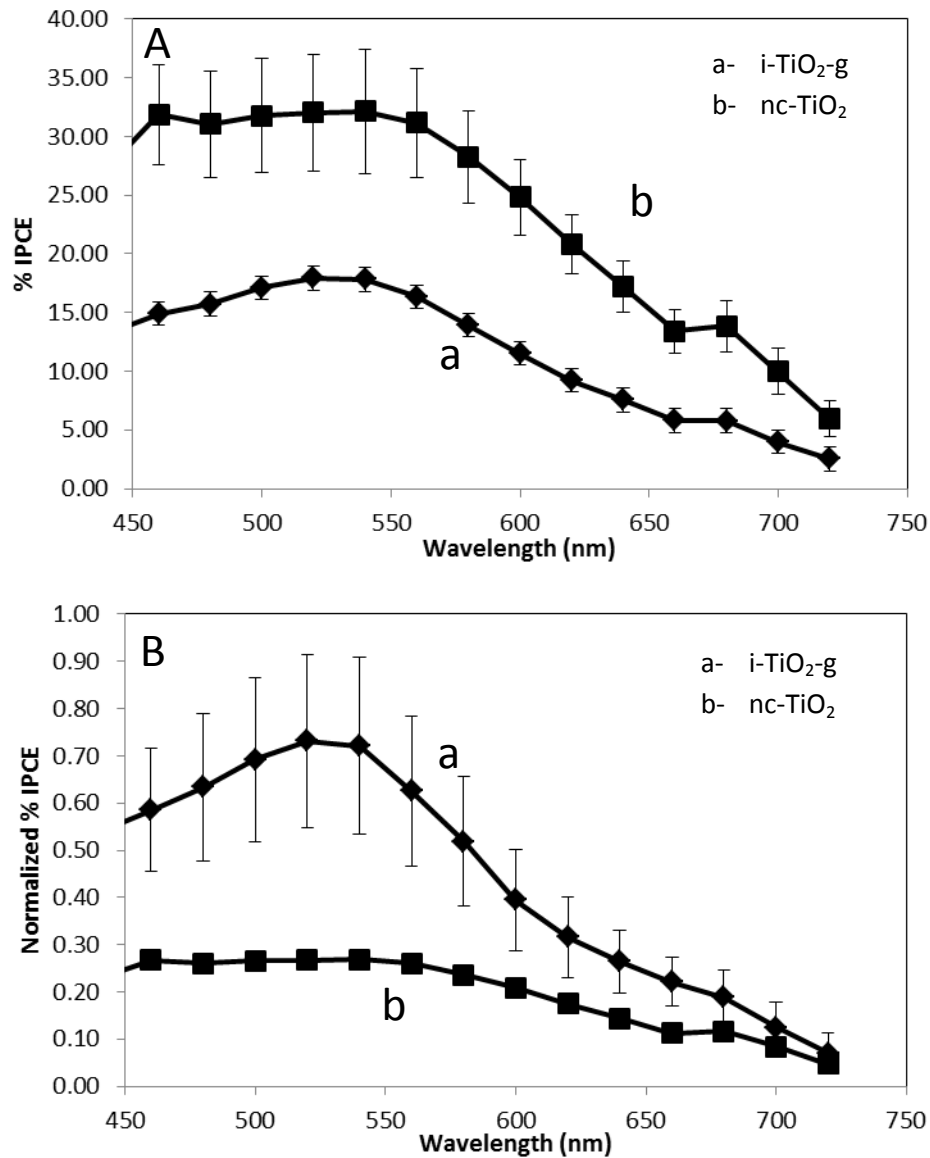 A
40.00
35.00
30.00
25.00
20.00
15.00
10.00
5.00
0.00
% IPCE
a- i-TiO₂-g
b- nc-TiO₂
b
a
450 500 550 600 650 700 750
Wavelength (nm)
B
1.00
0.90
0.80
0.70
0.60
0.50
0.40
0.30
0.20
0.10
0.00
Normalized % IPCE
a- i-TiO₂-g
b- nc-TiO₂
a
b
450 500 550 600 650 700 750
Wavelength (nm)